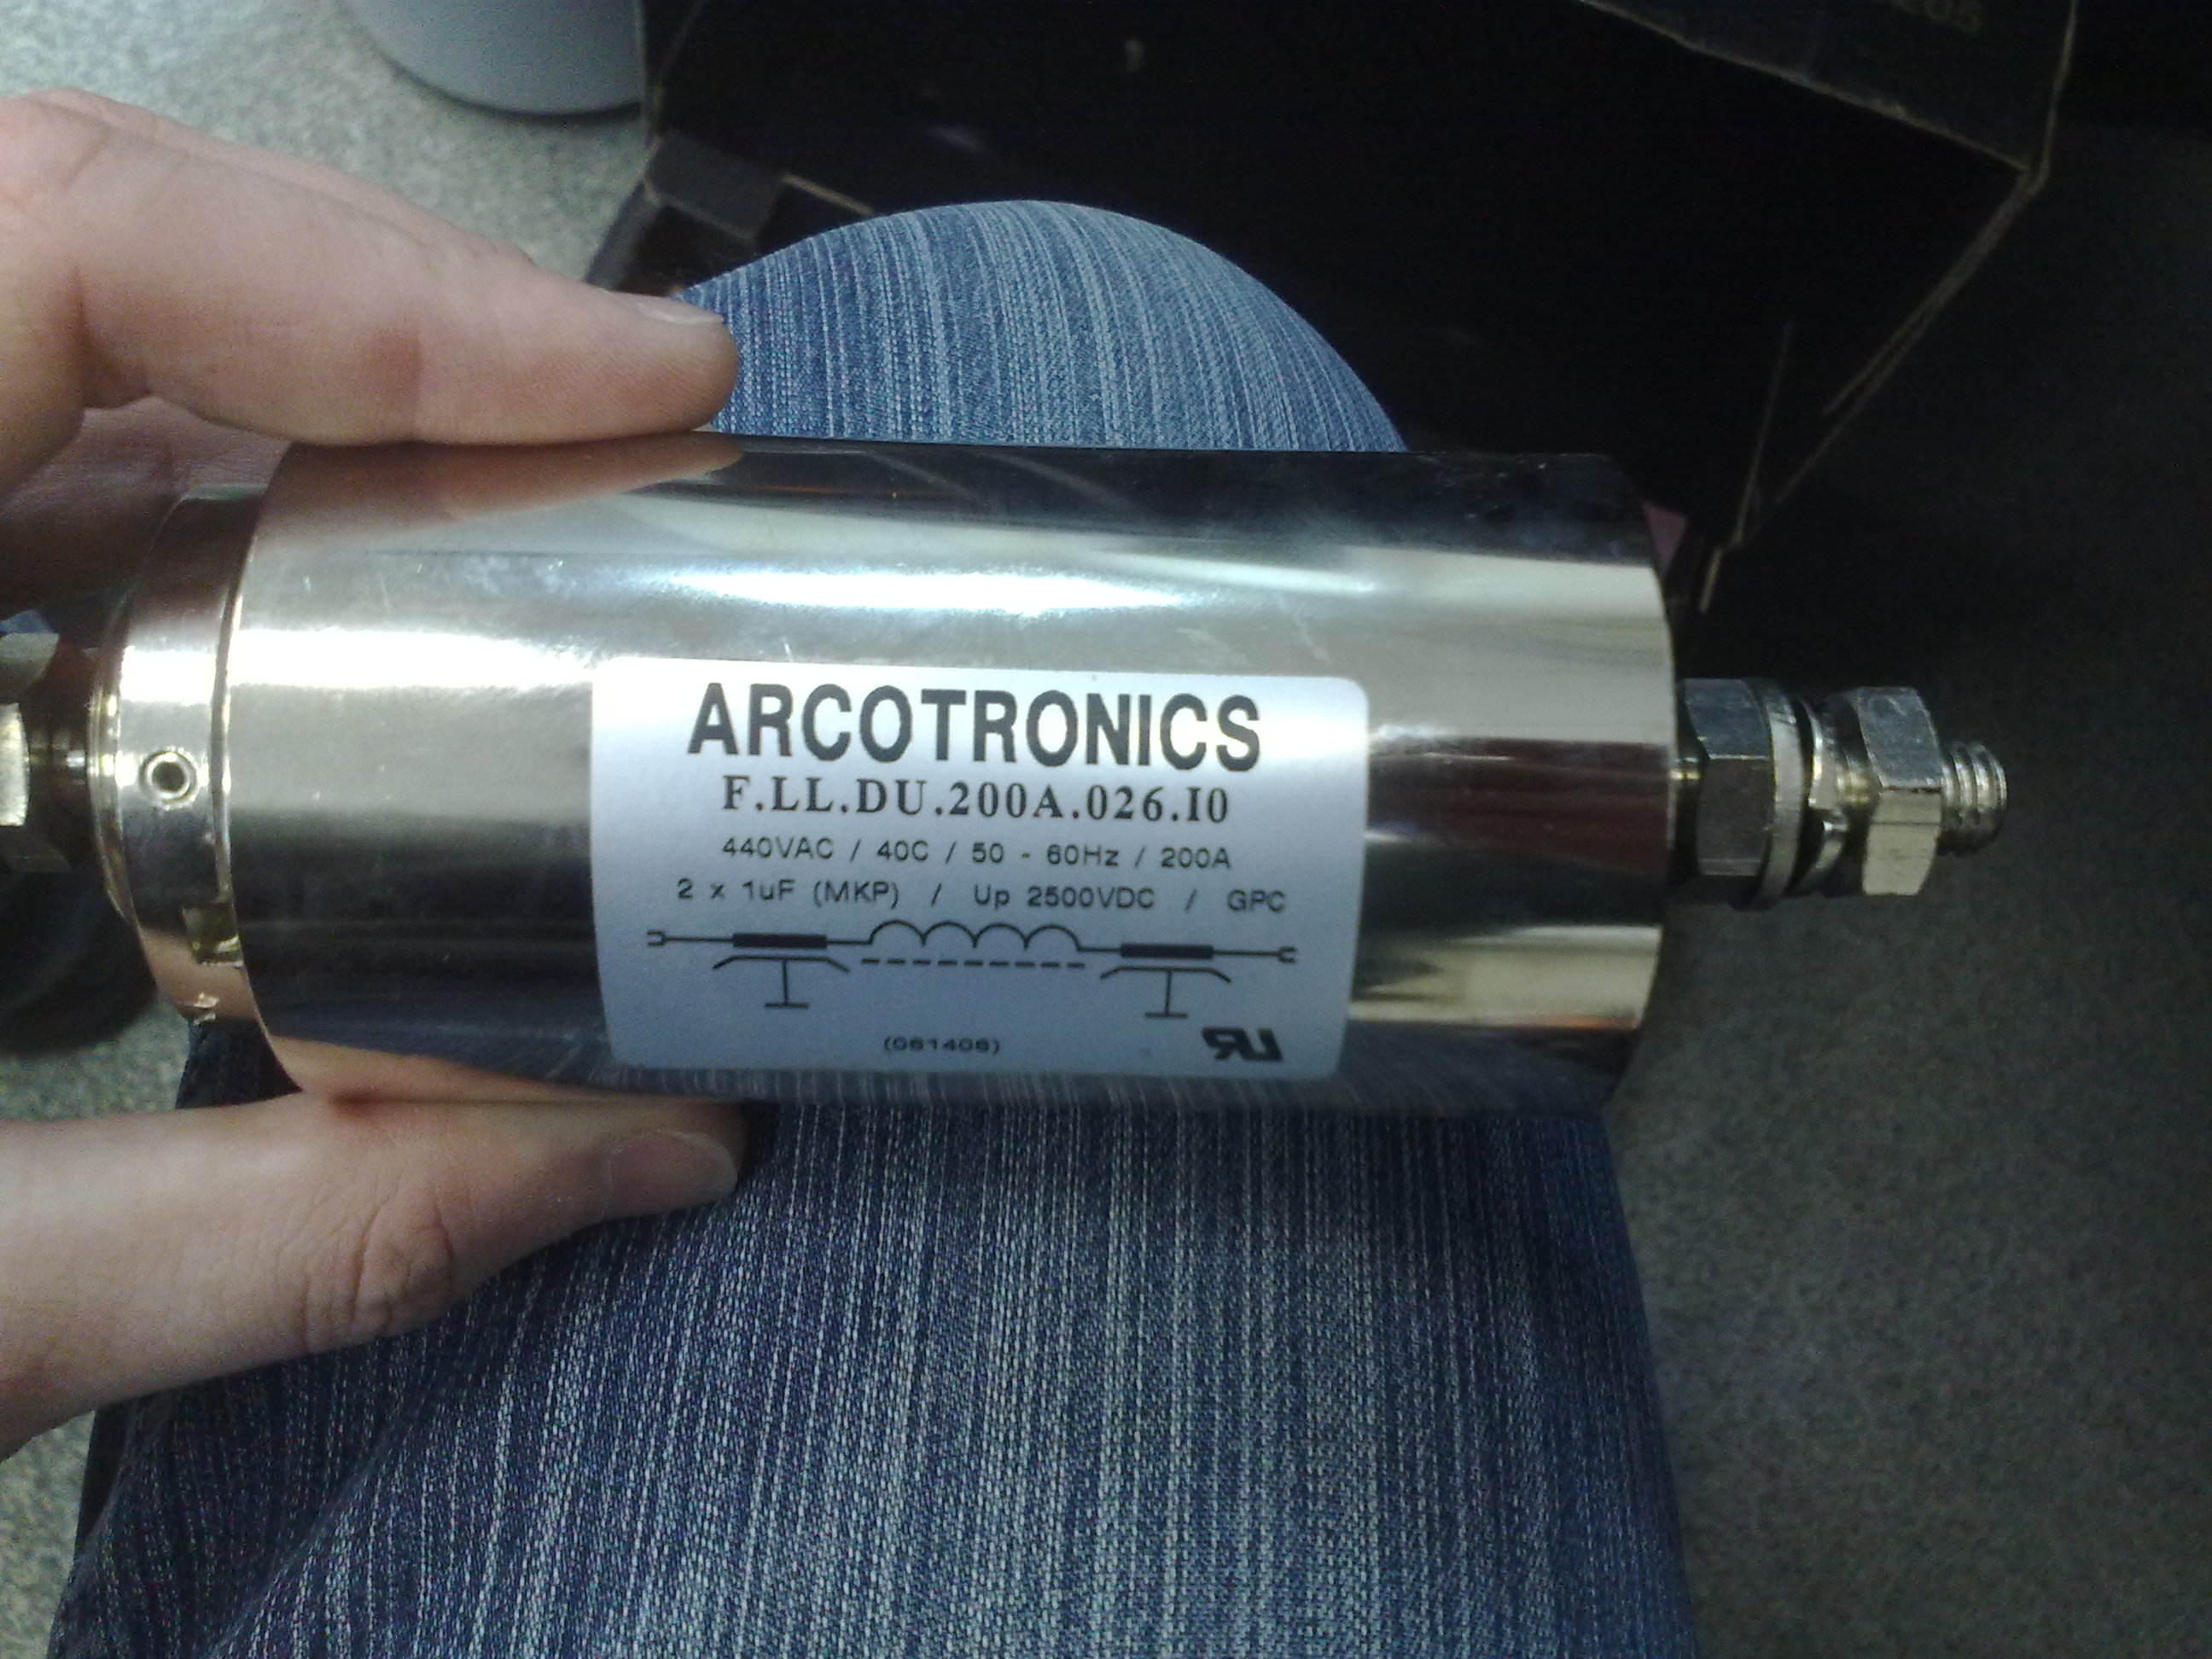 ARCOTRONICS
F.LL.DU.200A.026.I0
440VAC / 40C / 50 - 60Hz / 200A
2 x 1uF (MKP) / Up 2500VDC / GPC
(061406)